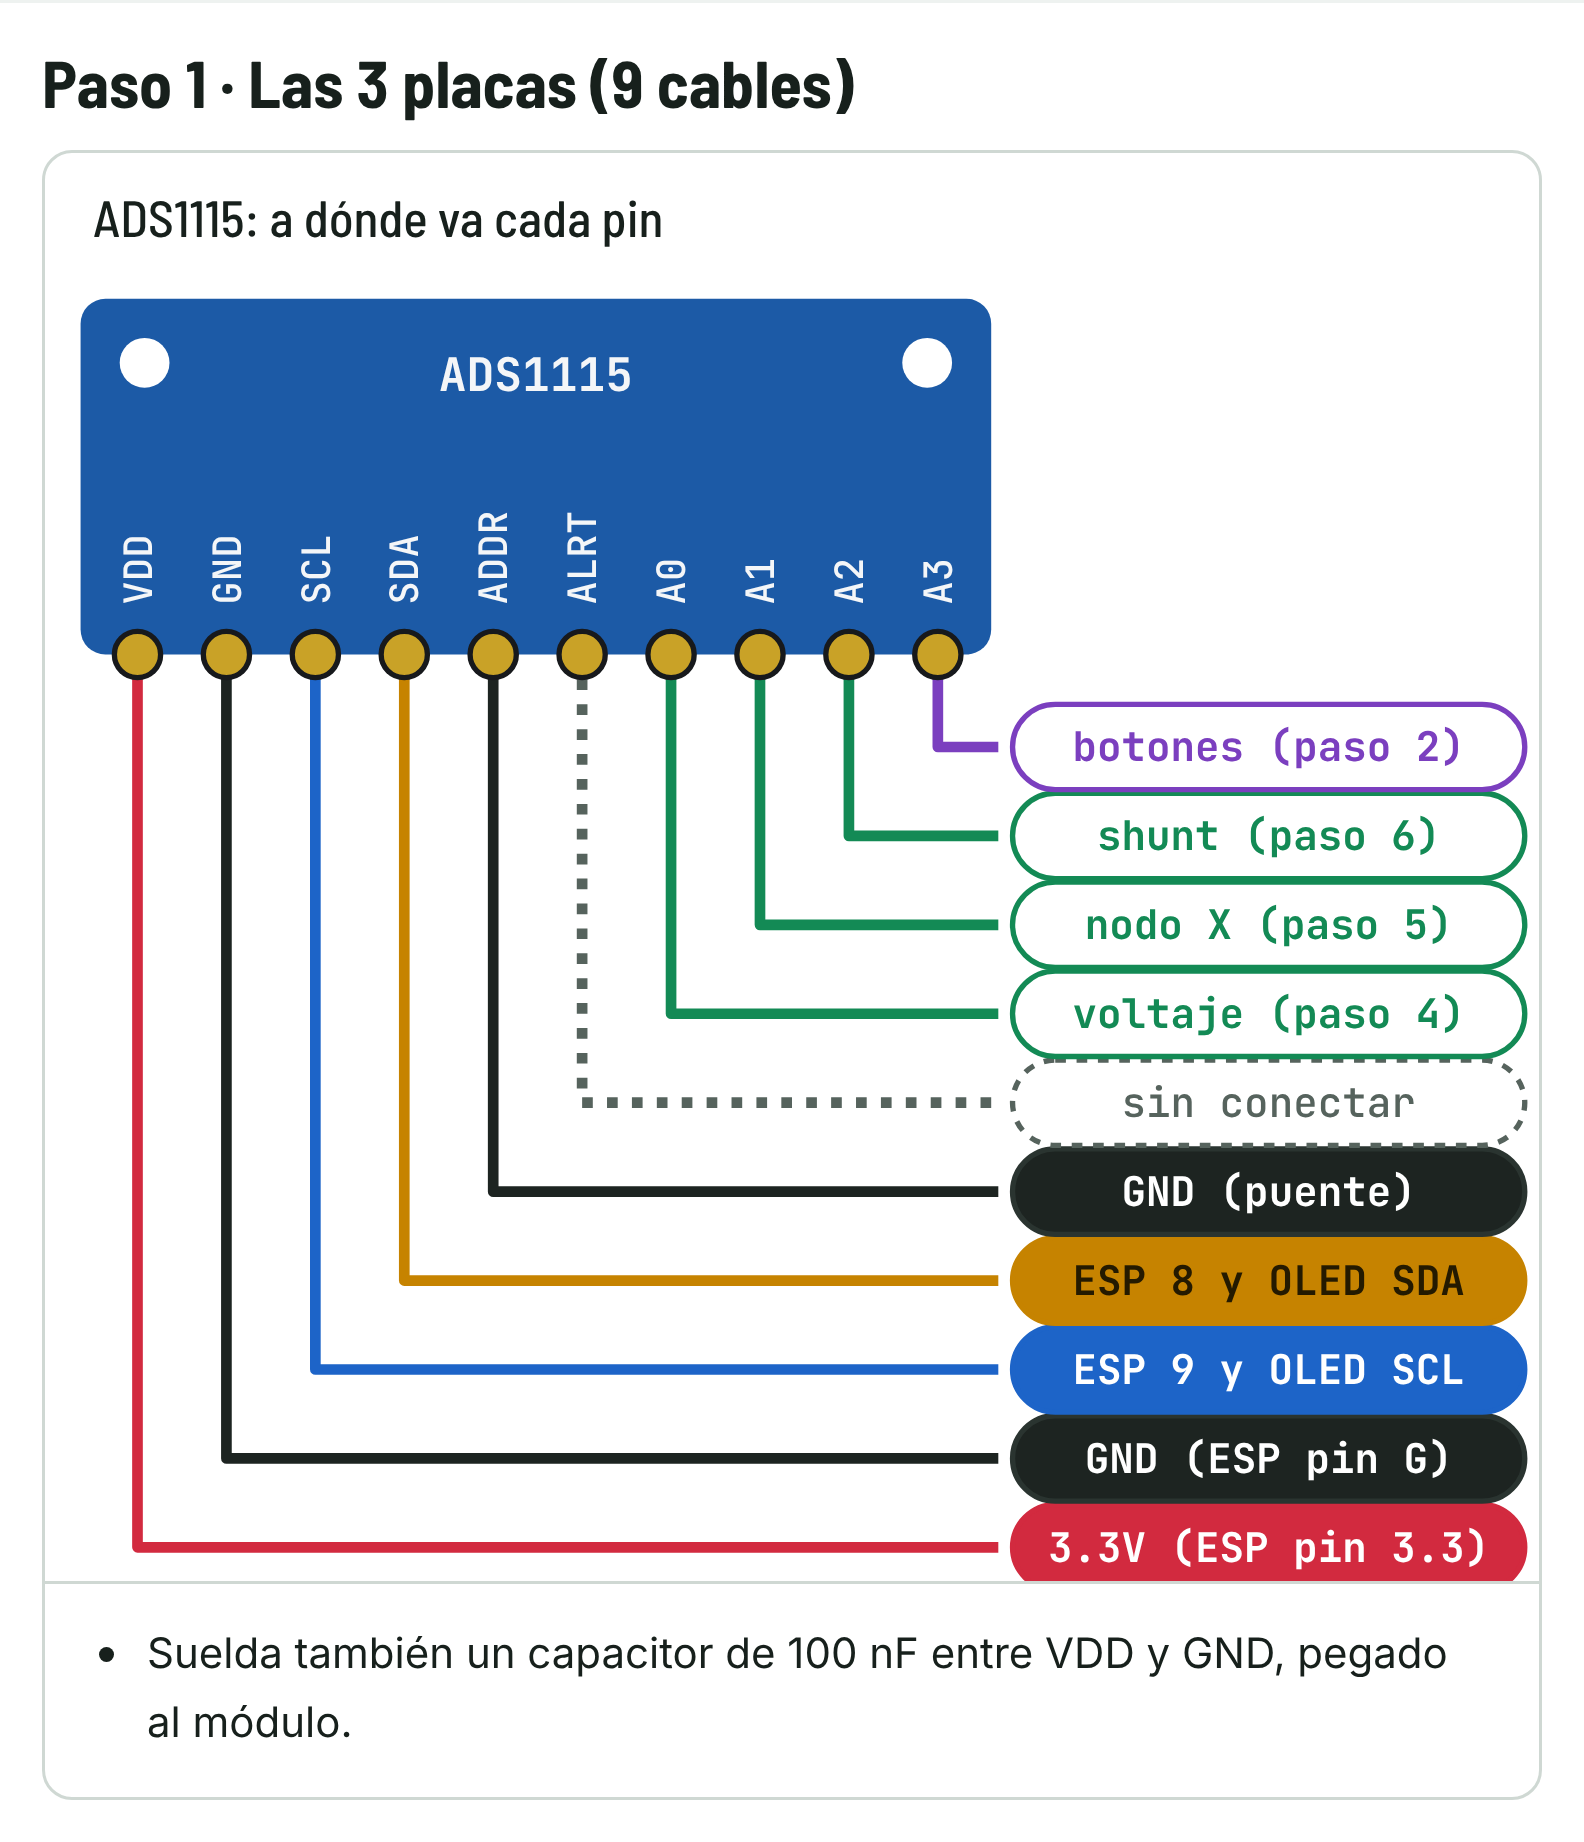 Paso 1 · Las 3 placas (9 cables)
ADS1115: a dónde va cada pin
ADS1115
VDD
GND
SCL
SDA
ADDR
ALRT
A0
A1
A2
A3
botones (paso 2)
shunt (paso 6)
nodo X (paso 5)
voltaje (paso 4)
sin conectar
GND (puente)
ESP 8 y OLED SDA
ESP 9 y OLED SCL
GND (ESP pin G)
3.3V (ESP pin 3.3)
• Suelda también un capacitor de 100 nF entre VDD y GND, pegado
al módulo.